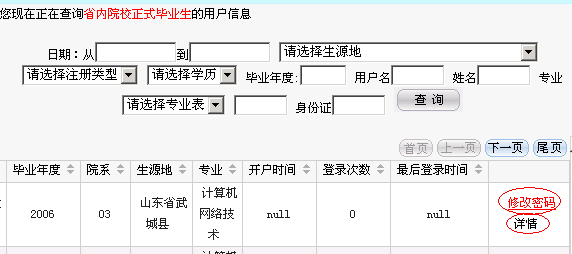 您现在正在查询省内院校正式毕业生的用户信息
日期：从 到 请选择生源地
请选择注册类型 请选择学历 毕业年度: 用户名 姓名 专业
请选择专业表 身份证 查 询
首页 上一页 下一页 尾页
毕业年度 院系 生源地 专业 开户时间 登录次数 最后登录时间
2006 03 山东省武城县 计算机网络技术 null 0 null 修改密码
详情